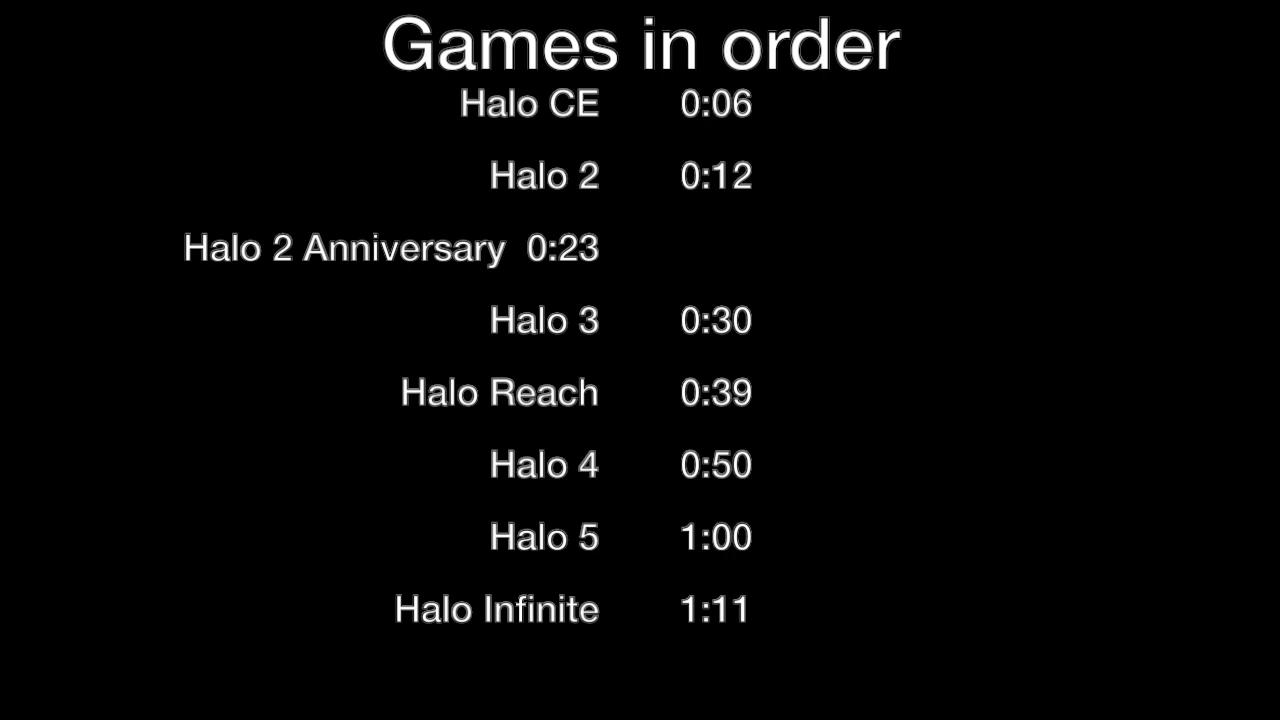 Games in order
Halo CE 0:06
Halo 2 0:12
Halo 2 Anniversary 0:23
Halo 3 0:30
Halo Reach 0:39
Halo 4 0:50
Halo 5 1:00
Halo Infinite 1:11